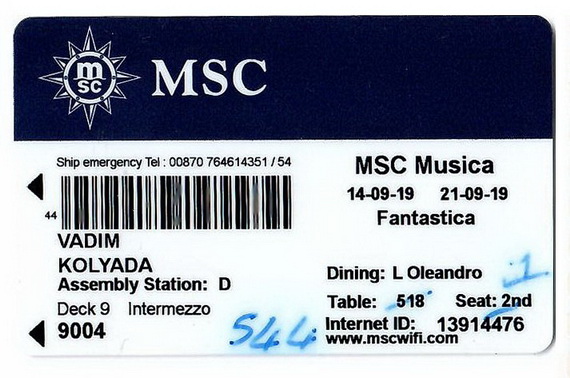 msc MSC
Ship emergency Tel : 00870 764614351 / 54
MSC Musica
14-09-19 21-09-19
Fantastica
44
VADIM
KOLYADA
Assembly Station: D
Dining: L Oleandro
1
Deck 9 Intermezzo
Table: 518 Seat: 2nd
9004
544
Internet ID: 13914476
www.mscwifi.com